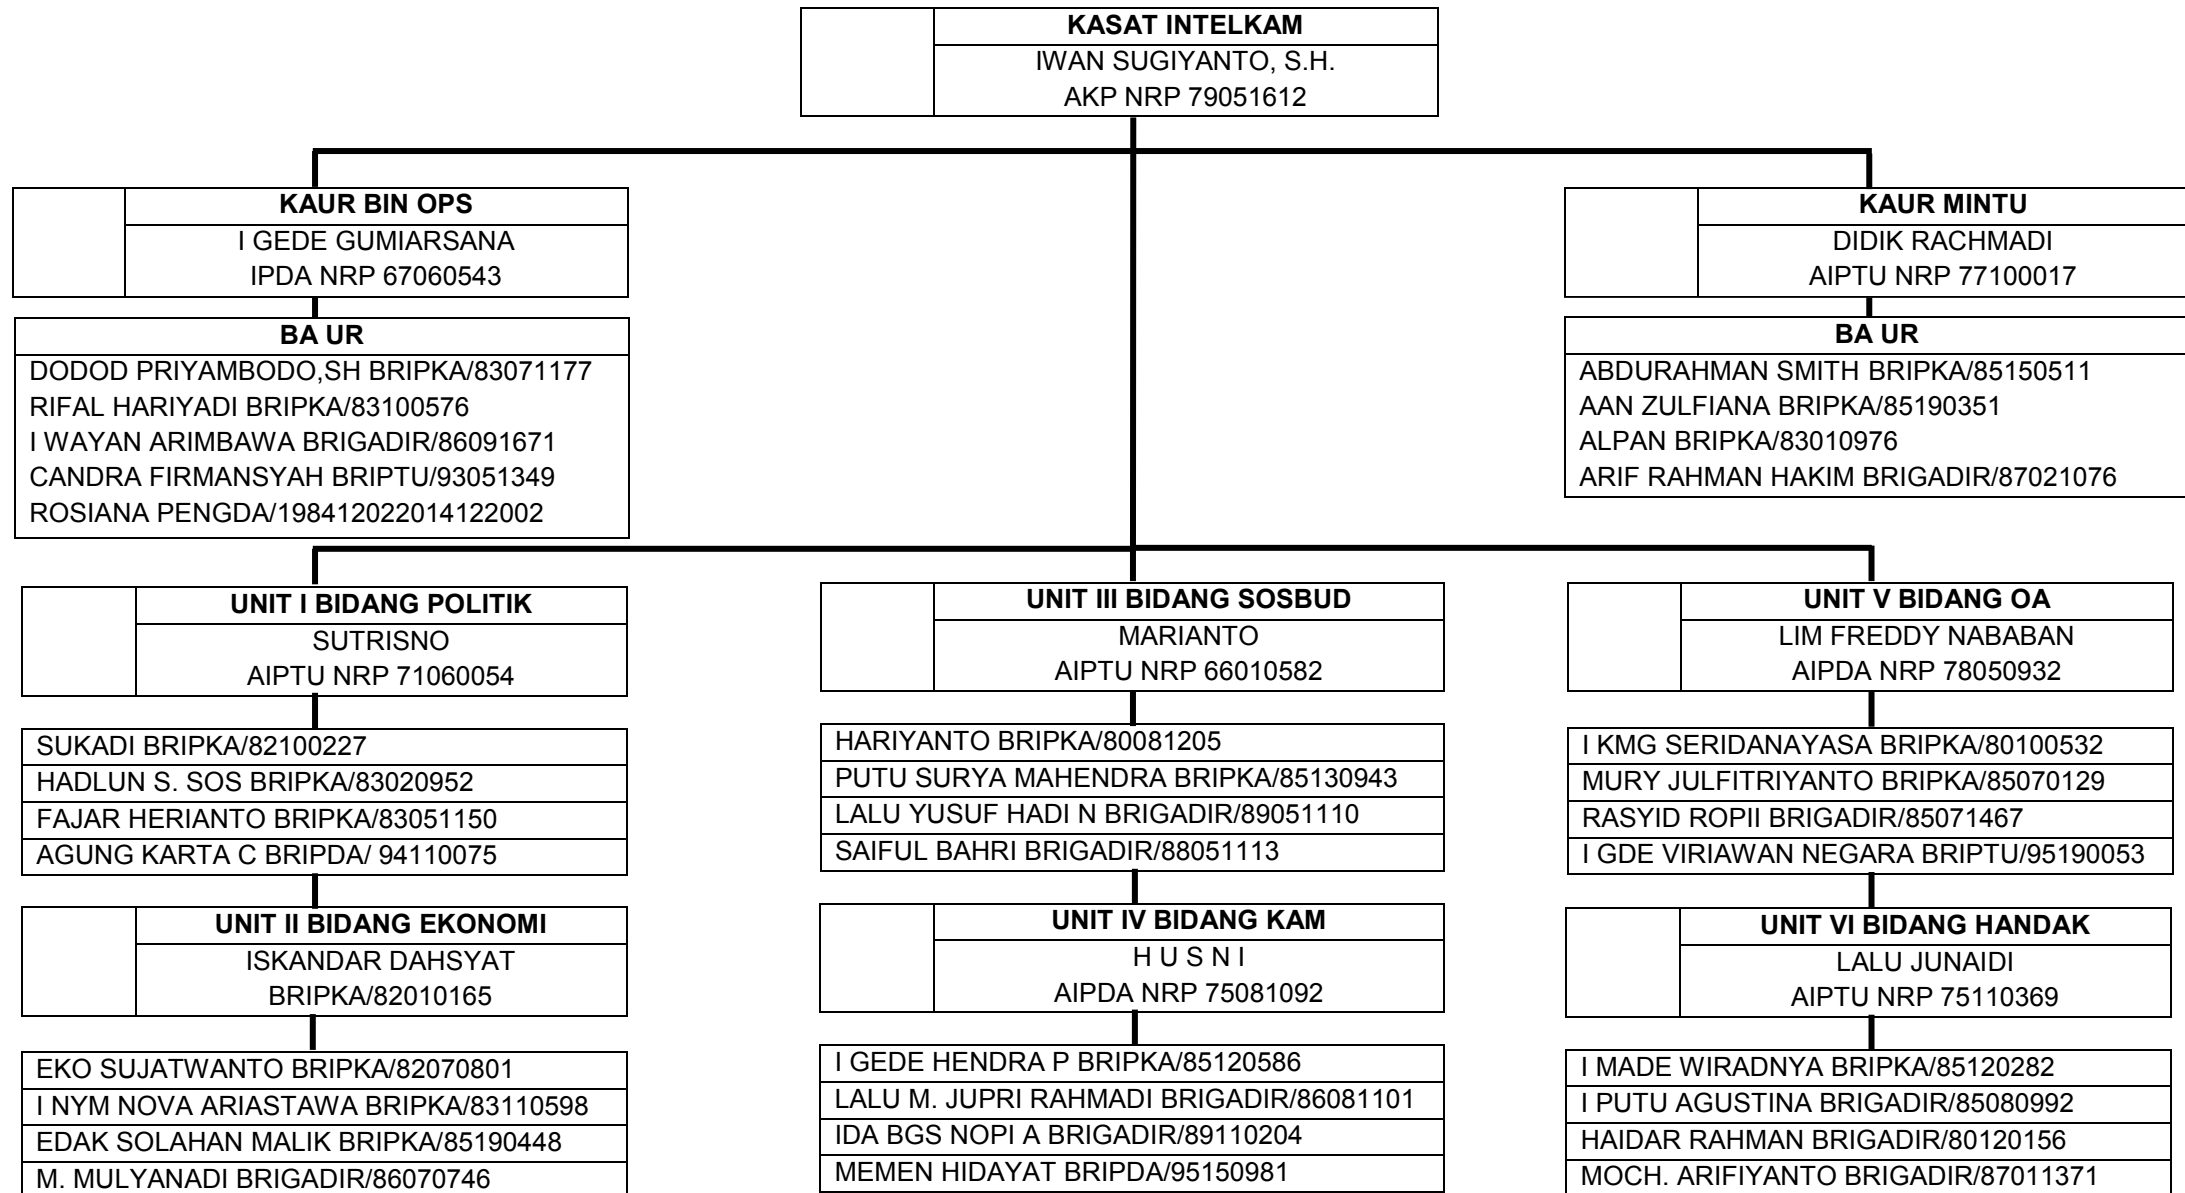 KASAT INTELKAM
IWAN SUGIYANTO, S.H.
AKP NRP 79051612
KAUR BIN OPS
I GEDE GUMIARSANA
IPDA NRP 67060543
KAUR MINTU
DIDIK RACHMADI
AIPTU NRP 77100017
BA UR
DODOD PRIYAMBODO,SH BRIPKA/83071177
RIFAL HARIYADI BRIPKA/83100576
I WAYAN ARIMBAWA BRIGADIR/86091671
CANDRA FIRMANSYAH BRIPTU/93051349
ROSIANA PENGDA/198412022014122002
BA UR
ABDURAHMAN SMITH BRIPKA/85150511
AAN ZULFIANA BRIPKA/85190351
ALPAN BRIPKA/83010976
ARIF RAHMAN HAKIM BRIGADIR/87021076
UNIT I BIDANG POLITIK
SUTRISNO
AIPTU NRP 71060054
SUKADI BRIPKA/82100227
HADLUN S. SOS BRIPKA/83020952
FAJAR HERIANTO BRIPKA/83051150
AGUNG KARTA C BRIPDA/ 94110075
UNIT II BIDANG EKONOMI
ISKANDAR DAHSYAT
BRIPKA/82010165
EKO SUJATWANTO BRIPKA/82070801
I NYM NOVA ARIASTAWA BRIPKA/83110598
EDAK SOLAHAN MALIK BRIPKA/85190448
M. MULYANADI BRIGADIR/86070746
UNIT III BIDANG SOSBUD
MARIANTO
AIPTU NRP 66010582
HARIYANTO BRIPKA/80081205
PUTU SURYA MAHENDRA BRIPKA/85130943
LALU YUSUF HADI N BRIGADIR/89051110
SAIFUL BAHRI BRIGADIR/88051113
UNIT IV BIDANG KAM
H U S N I
AIPDA NRP 75081092
I GEDE HENDRA P BRIPKA/85120586
LALU M. JUPRI RAHMADI BRIGADIR/86081101
IDA BGS NOPI A BRIGADIR/89110204
MEMEN HIDAYAT BRIPDA/95150981
UNIT V BIDANG OA
LIM FREDDY NABABAN
AIPDA NRP 78050932
I KMG SERIDANAYASA BRIPKA/80100532
MURY JULFITRIYANTO BRIPKA/85070129
RASYID ROPII BRIGADIR/85071467
I GDE VIRIAWAN NEGARA BRIPTU/95190053
UNIT VI BIDANG HANDAK
LALU JUNAIDI
AIPTU NRP 75110369
I MADE WIRADNYA BRIPKA/85120282
I PUTU AGUSTINA BRIGADIR/85080992
HAIDAR RAHMAN BRIGADIR/80120156
MOCH. ARIFIYANTO BRIGADIR/87011371